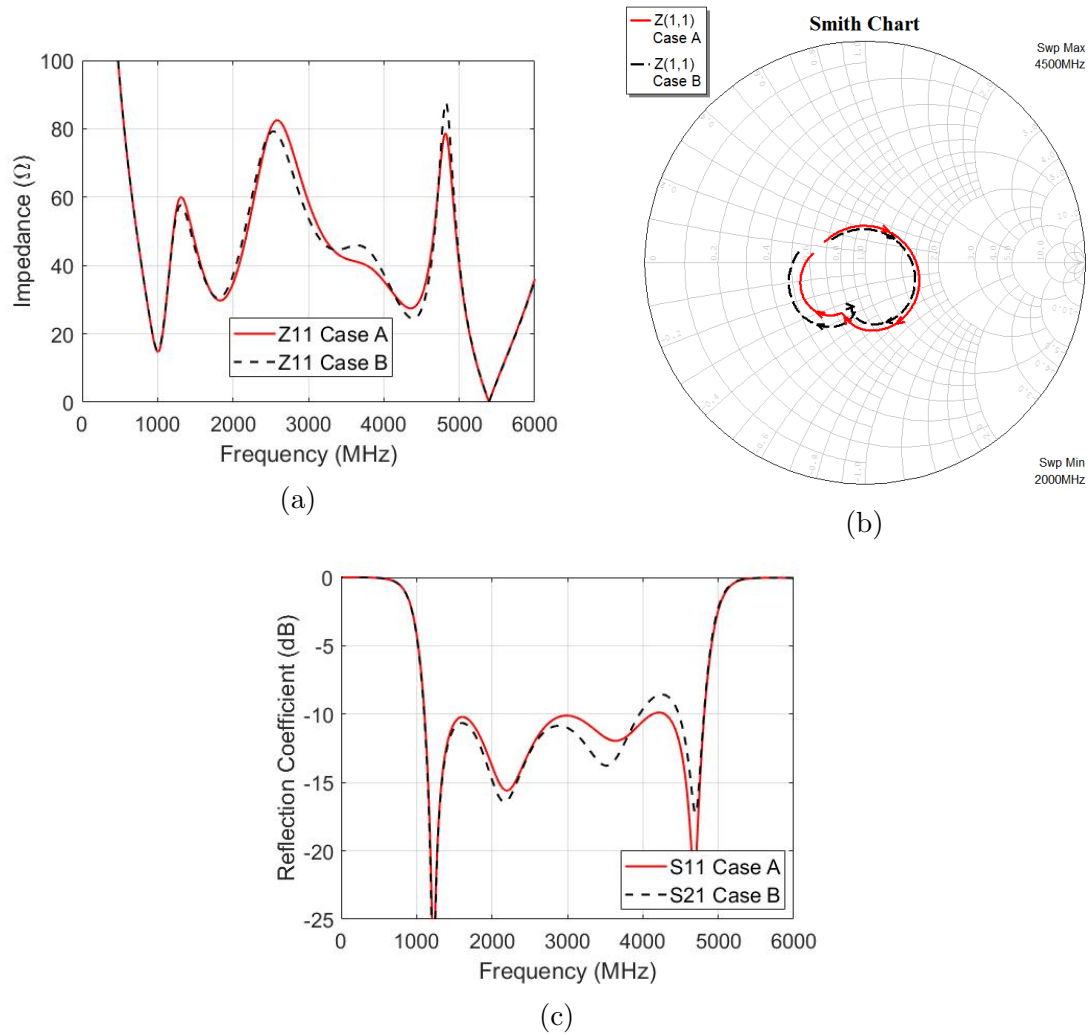 100
80
60
40
20
0
Impedance (Ω)
Z11 Case A
Z11 Case B
0 1000 2000 3000 4000 5000 6000
Frequency (MHz)
(a)
Z(1,1)
Case A
Z(1,1)
Case B
Smith Chart
Swp Max
4500MHz
Swp Min
2000MHz
(b)
0
-5
-10
-15
-20
-25
Reflection Coefficient (dB)
S11 Case A
S21 Case B
0 1000 2000 3000 4000 5000 6000
Frequency (MHz)
(c)